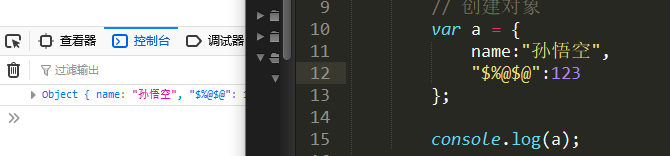 查看器 控制台 调试器
过滤输出
Object { name: "孙悟空", "$%@$@":
»
9 // 创建对象
10 var a = {
11 name:"孙悟空",
12 "$%@$@":123
13 };
14
15 console.log(a);